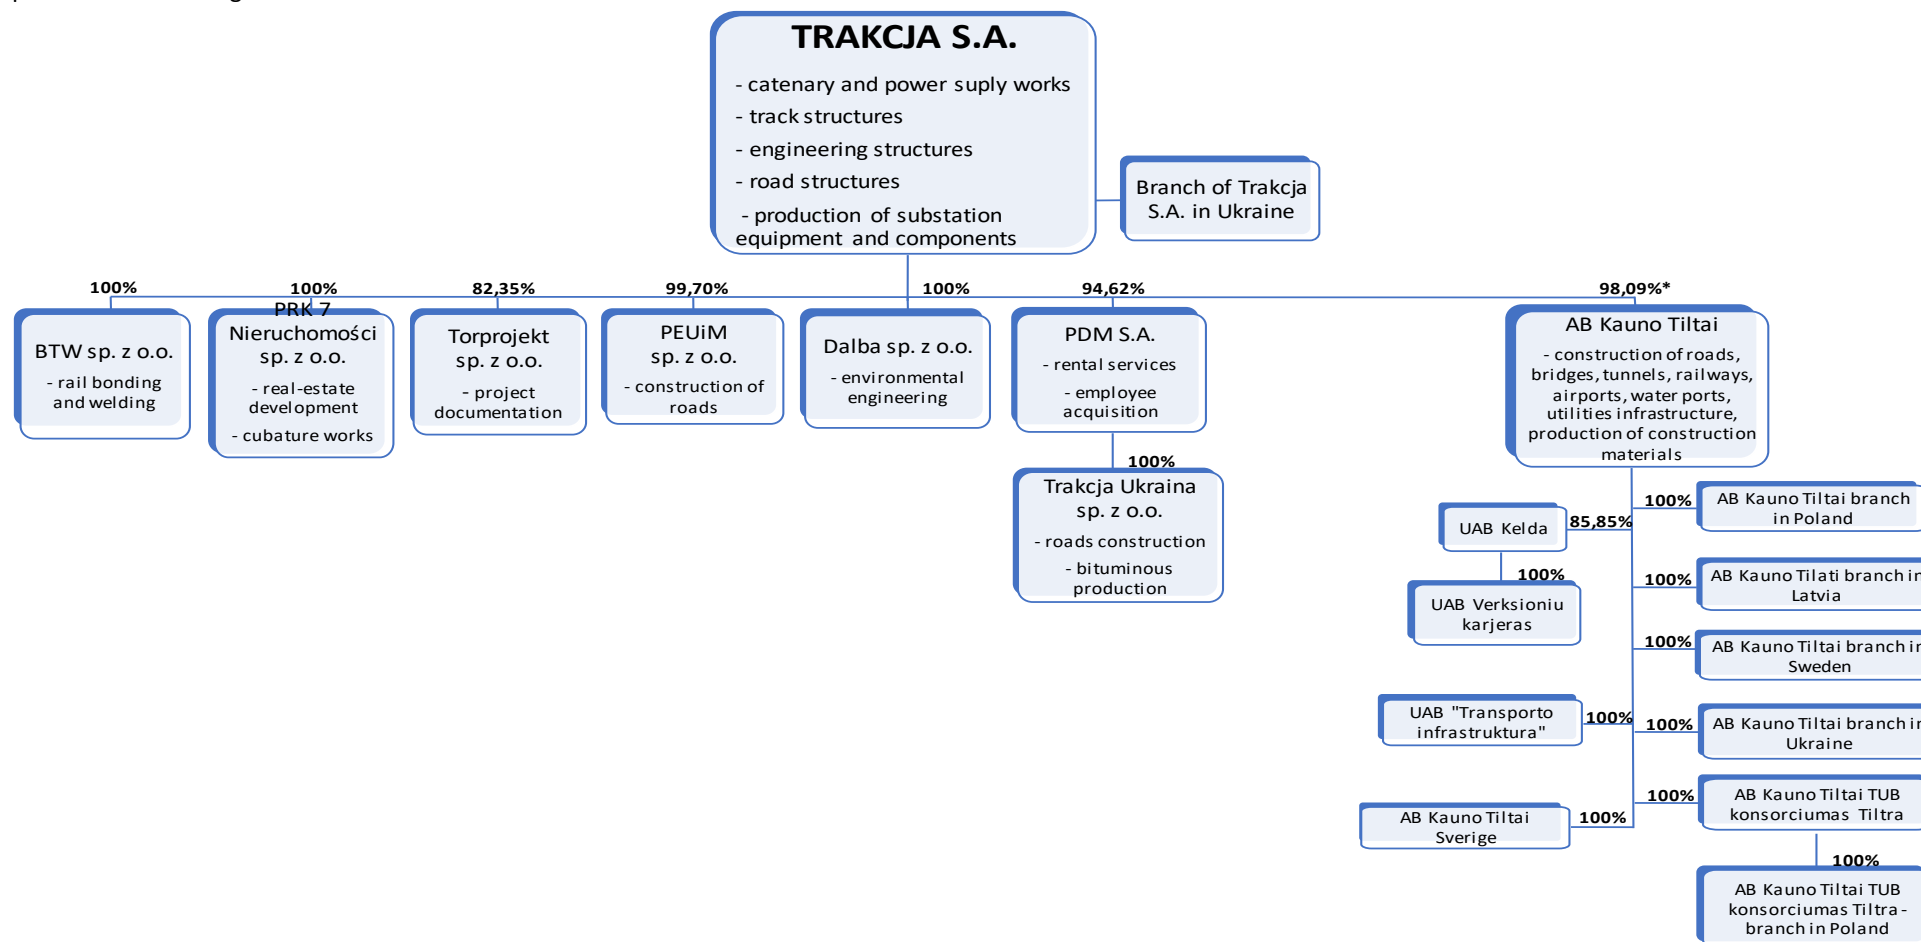 TRAKCJA S.A.
- catenary and power suply works
- track structures
- engineering structures
- road structures
- production of substation
equipment and components
Branch of Trakcja
S.A. in Ukraine
100%
100%
82,35%
99,70%
100%
94,62%
98,09%*
BTW sp. z o.o.
- rail bonding
and welding
PRK 7
Nieruchomości
sp. z o.o.
- real-estate
development
- cubature works
Torprojekt
sp. z o.o.
- project
documentation
PEUiM
sp. z o.o.
- construction of
roads
Dalba sp. z o.o.
- environmental
engineering
PDM S.A.
- rental services
- employee
acquisition
100%
Trakcja Ukraina
sp. z o.o.
- roads construction
- bituminous
production
AB Kauno Tiltai
- construction of roads,
bridges, tunnels, railways,
airports, water ports,
utilities infrastructure,
production of construction
materials
UAB Kelda
85,85%
100%
UAB Verksioniu
karjeras
UAB "Transporto
infrastruktura"
100%
AB Kauno Tiltai
Sverige
100%
100%
AB Kauno Tiltai branch
in Poland
100%
AB Kauno Tilati branch in
Latvia
100%
AB Kauno Tiltai branch in
Sweden
100%
AB Kauno Tiltai branch in
Ukraine
100%
AB Kauno Tiltai TUB
konsorciumas Tiltra
100%
AB Kauno Tiltai TUB
konsorciumas Tiltra -
branch in Poland